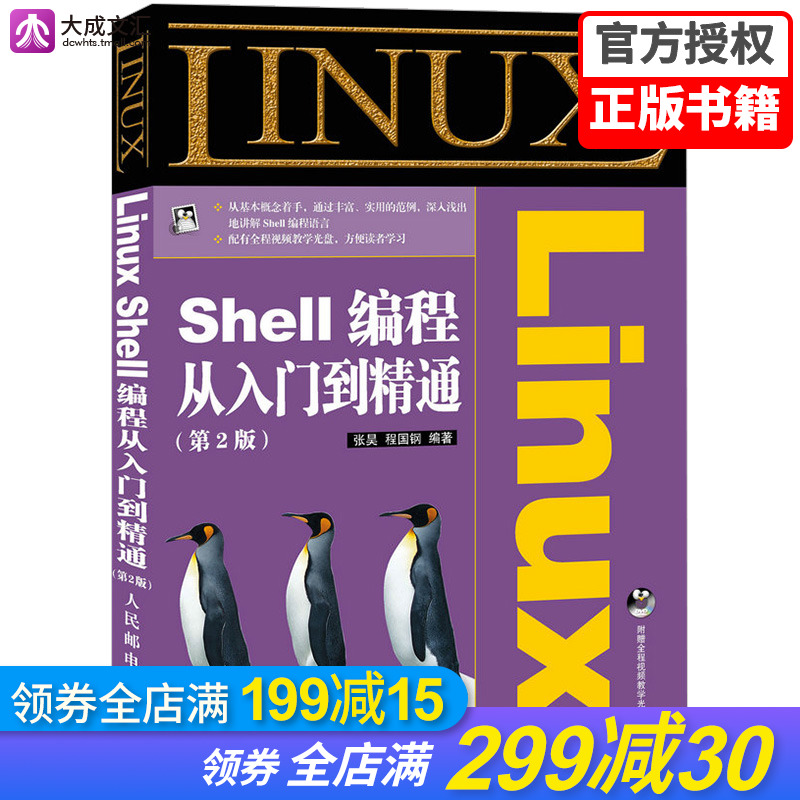 大成文汇
dcwhts.tmall.com
官方授权
正版书籍
LINUX
LINUX
从基本概念着手，通过丰富、实用的范例，深入浅出
地讲解 Shell 编程语言
配有全程视频教学光盘，方便读者学习
Shell 编程
从入门到精通
（第2版）
张昊 程国钢 编著
Linux
Linux Shell 编程从入门到精通
（第2版）
人民邮电
DVD
附赠全程视频教学光
领券全店满 199减15
领券 全店满 299减30